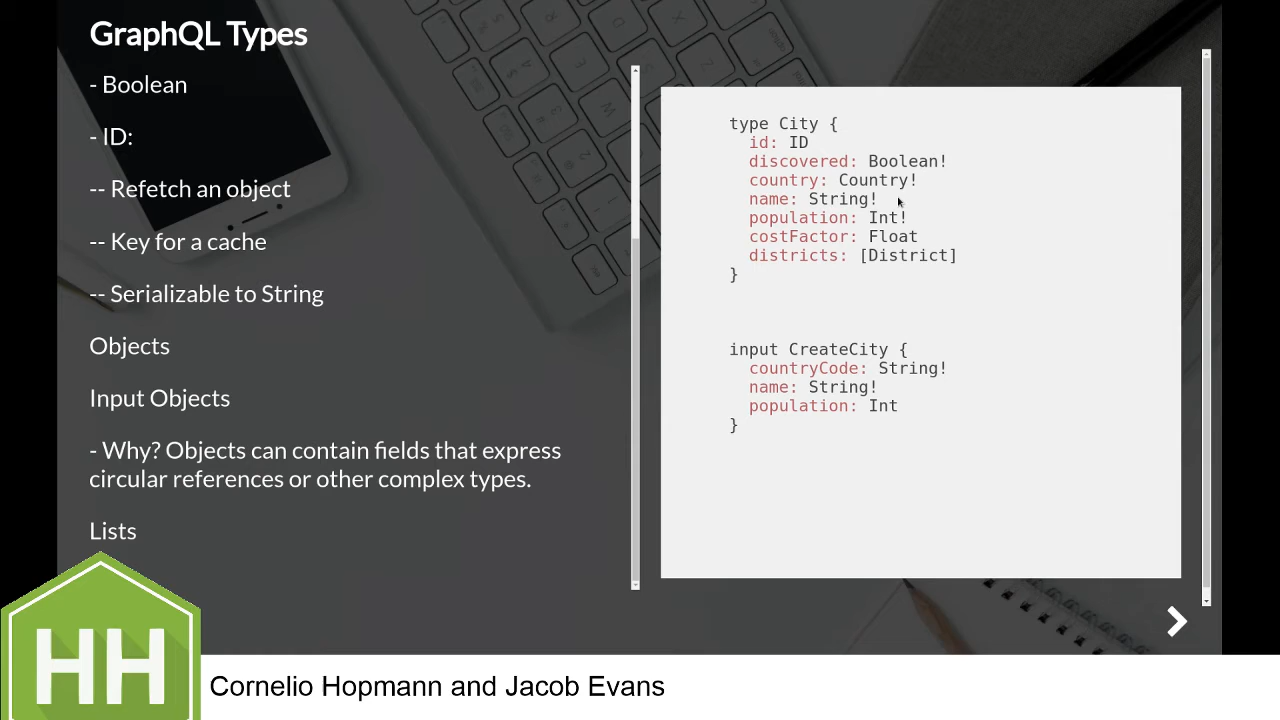 GraphQL Types
- Boolean
- ID:
-- Refetch an object
-- Key for a cache
-- Serializable to String
Objects
Input Objects
- Why? Objects can contain fields that express
circular references or other complex types.
Lists
type City {
id: ID
discovered: Boolean!
country: Country!
name: String!
population: Int!
costFactor: Float
districts: [District]
}
input CreateCity {
countryCode: String!
name: String!
population: Int
}
HH
Cornelio Hopmann and Jacob Evans